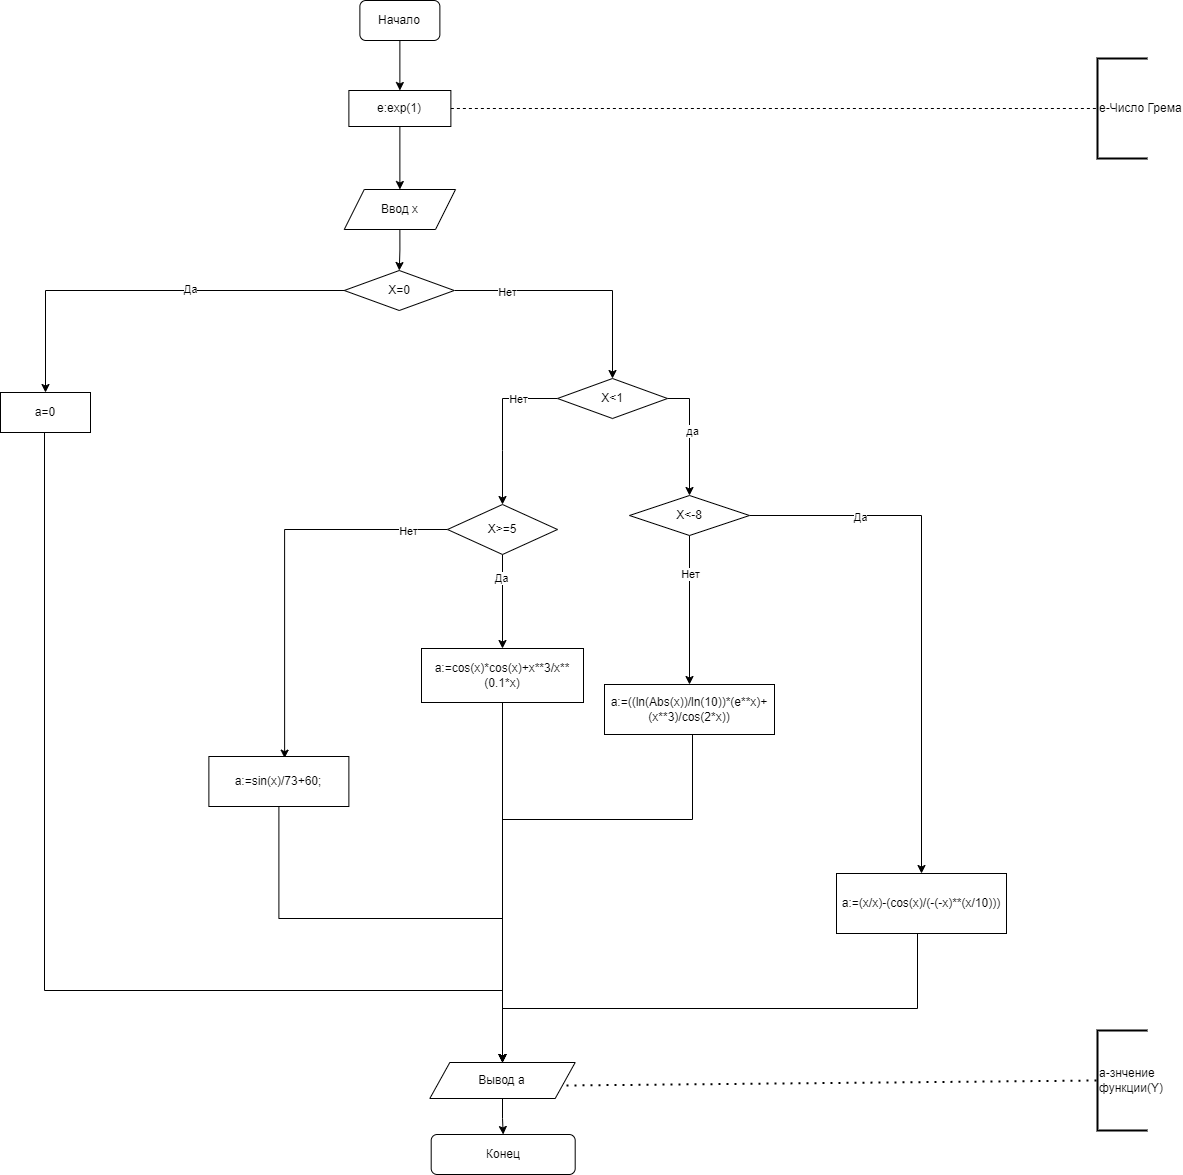 Начало
e:exp(1)
е-Число Грема
Ввод x
X=0
Да
Нет
X<1
Нет
да
a=0
X>=5
X<-8
Нет
Да
Да
Нет
a:=cos(x)*cos(x)+x**3/x**
(0.1*x)
a:=((ln(Abs(x))/ln(10))*(e**x)+
(x**3)/cos(2*x))
a:=sin(x)/73+60;
a:=(x/x)-(cos(x)/(-(-x)**(x/10)))
Вывод a
а-знчение
функции(Y)
Конец